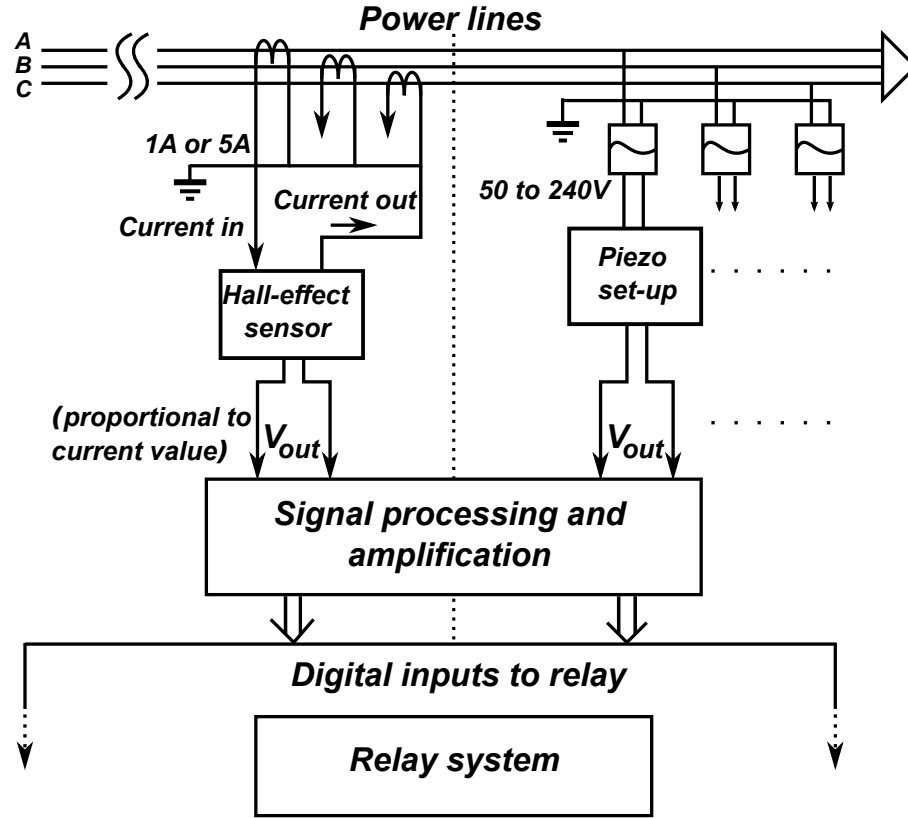 Power lines
A
B
C
1A or 5A
50 to 240V
Current out
Current in
Hall-effect
sensor
Piezo
set-up
(proportional to
current value)
Vout
Vout
Signal processing and
amplification
Digital inputs to relay
Relay system